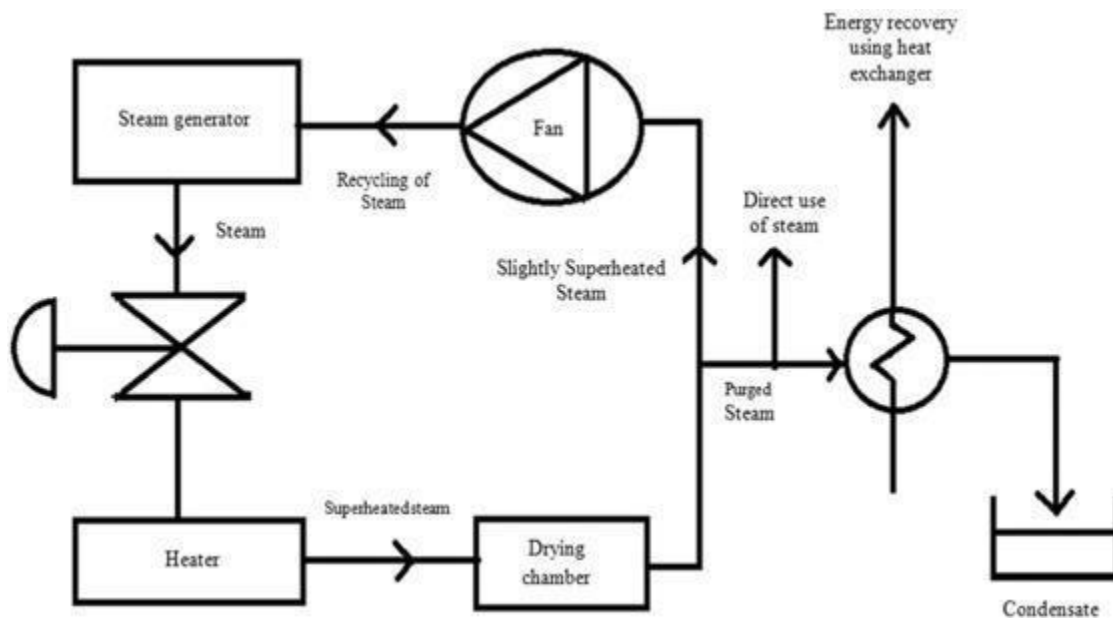 Energy recovery
using heat
exchanger
Steam generator
Fan
Recycling of
Steam
Direct use
of steam
Steam
Slightly Superheated
Steam
Purged
Steam
Superheatedsteam
Heater
Drying
chamber
Condensate